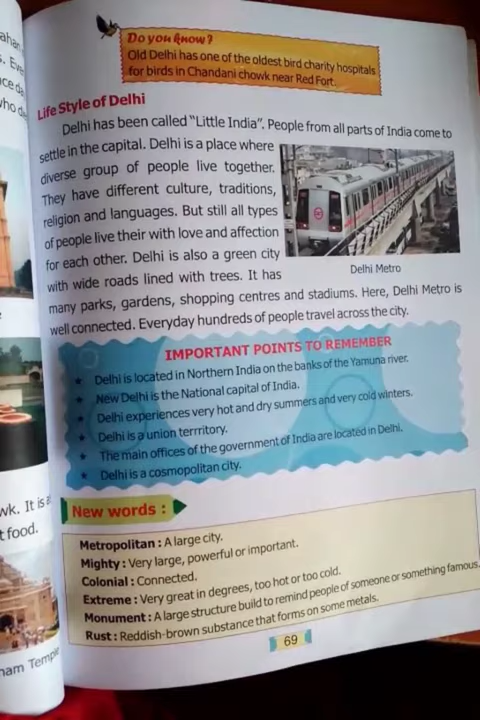 Do you know?
Old Delhi has one of the oldest bird charity hospitals
for birds in Chandani chowk near Red Fort.
Life Style of Delhi
Delhi has been called "Little India". People from all parts of India come to
settle in the capital. Delhi is a place where
diverse group of people live together.
They have different culture, traditions,
religion and languages. But still all types
of people live their with love and affection
for each other. Delhi is also a green city
with wide roads lined with trees. It has
many parks, gardens, shopping centres and stadiums. Here, Delhi Metro is
well connected. Everyday hundreds of people travel across the city.
Delhi Metro
IMPORTANT POINTS TO REMEMBER
Delhi is located in Northern India on the banks of the Yamuna river.
New Delhi is the National capital of India.
Delhi experiences very hot and dry summers and very cold winters.
Delhi is a union terrritory.
The main offices of the government of India are located in Delhi.
Delhi is a cosmopolitan city.
New words :
Metropolitan : A large city.
Mighty : Very large, powerful or important.
Colonial : Connected.
Extreme : Very great in degrees, too hot or too cold.
Monument : A large structure build to remind people of someone or something famous.
Rust : Reddish-brown substance that forms on some metals.
69
wk. It is
t food.
ham Temple